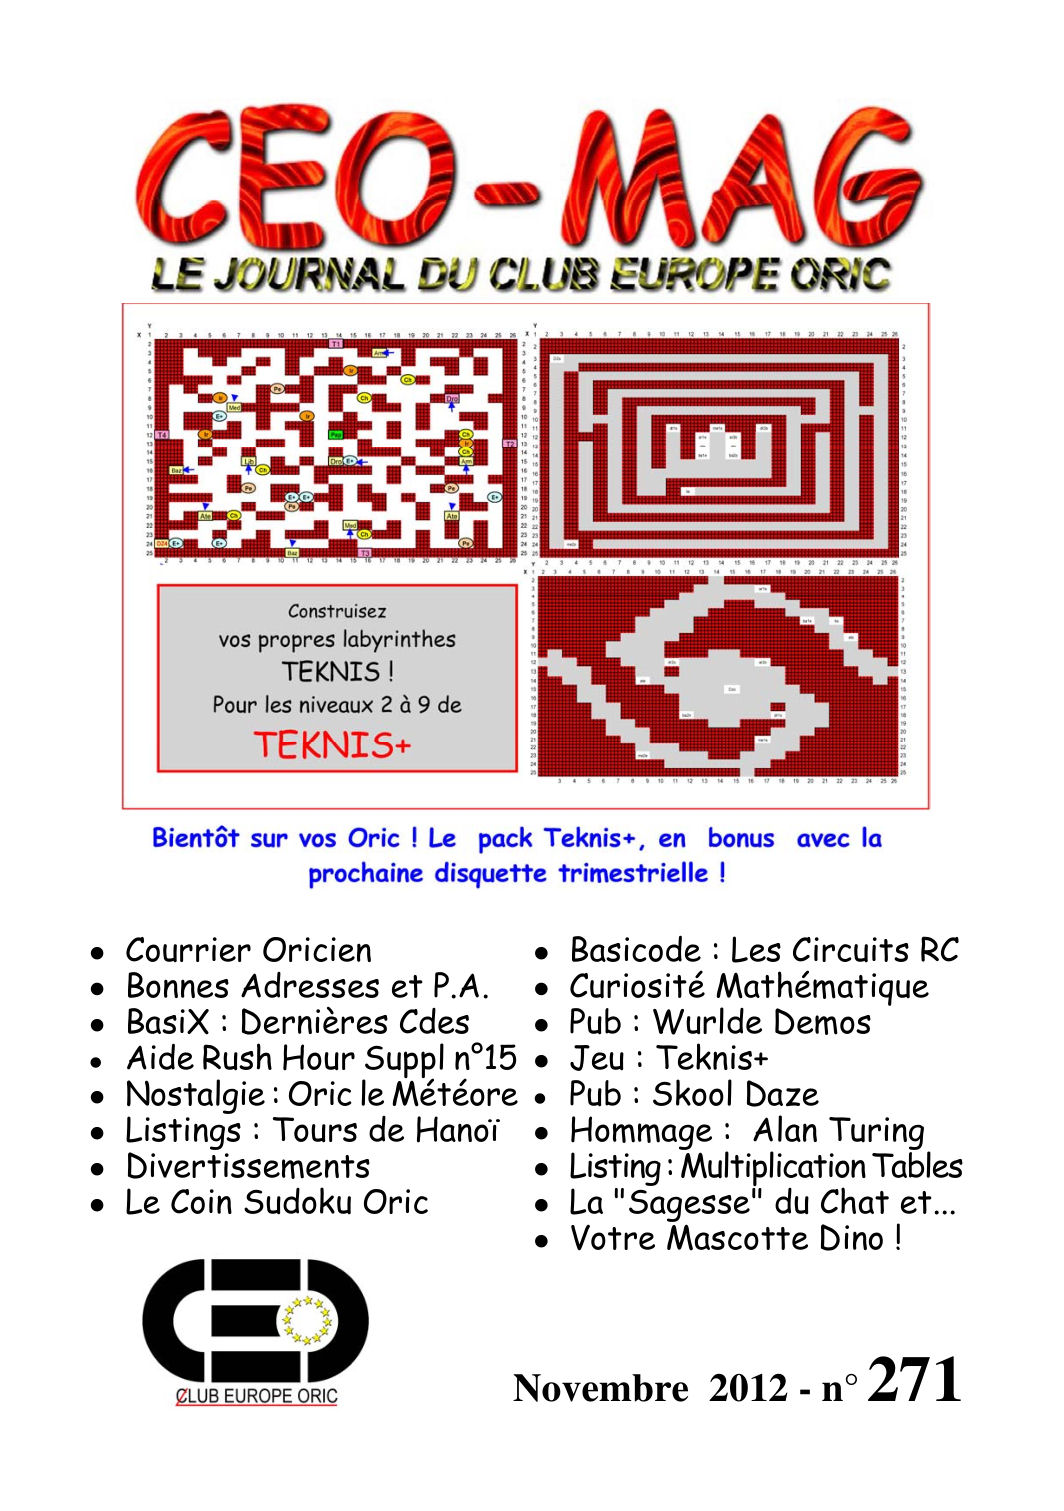 CEO-MAG
LE JOURNAL DU CLUB EUROPE ORIC
Construisez
vos propres labyrinthes
TEKNIS !
Pour les niveaux 2 à 9 de
TEKNIS+
Bientôt sur vos Oric ! Le pack Teknis+, en bonus avec la
prochaine disquette trimestrielle !
• Courrier Oricien
• Bonnes Adresses et P.A.
• BasiX : Dernières Cdes
• Aide Rush Hour Suppl n°15
• Nostalgie : Oric le Météore
• Listings : Tours de Hanoï
• Divertissements
• Le Coin Sudoku Oric
• Basicode : Les Circuits RC
• Curiosité Mathématique
• Pub : Wurlde Demos
• Jeu : Teknis+
• Pub : Skool Daze
• Hommage : Alan Turing
• Listing : Multiplication Tables
• La "Sagesse" du Chat et...
• Votre Mascotte Dino !
CEO
CLUB EUROPE ORIC
Novembre 2012 - n° 271